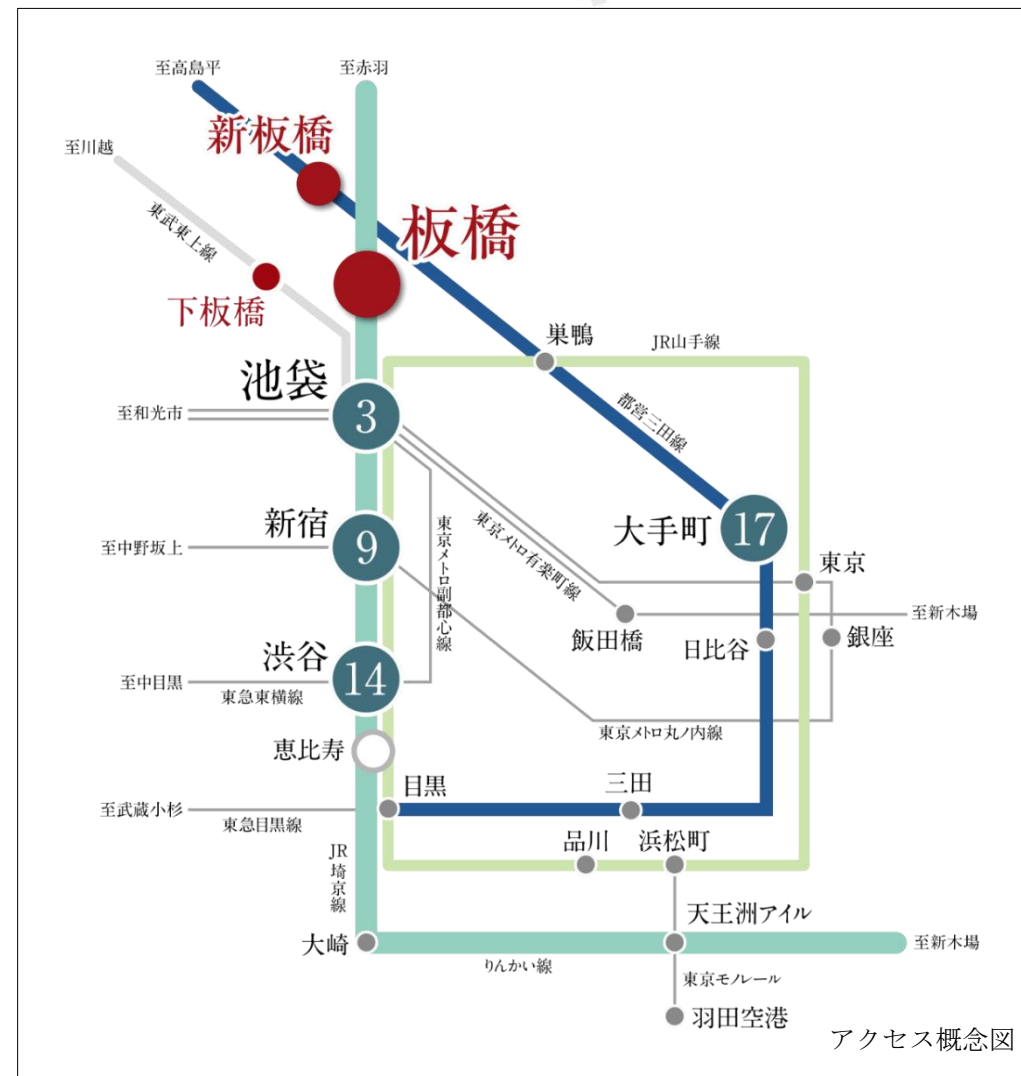 至高島平
至赤羽
新板橋
至川越
東武東上線
板橋
下板橋
巣鴨
JR山手線
池袋
3
至和光市
都営三田線
大手町
17
新宿
9
至中野坂上
東京メトロ副都心線
東京メトロ有楽町線
東京
飯田橋
至新木場
日比谷
銀座
渋谷
14
至中目黒
東急東横線
東京メトロ丸ノ内線
恵比寿
目黒
三田
至武蔵小杉
東急目黒線
品川
浜松町
JR埼京線
天王洲アイル
大崎
至新木場
りんかい線
東京モノレール
羽田空港
アクセス概念図